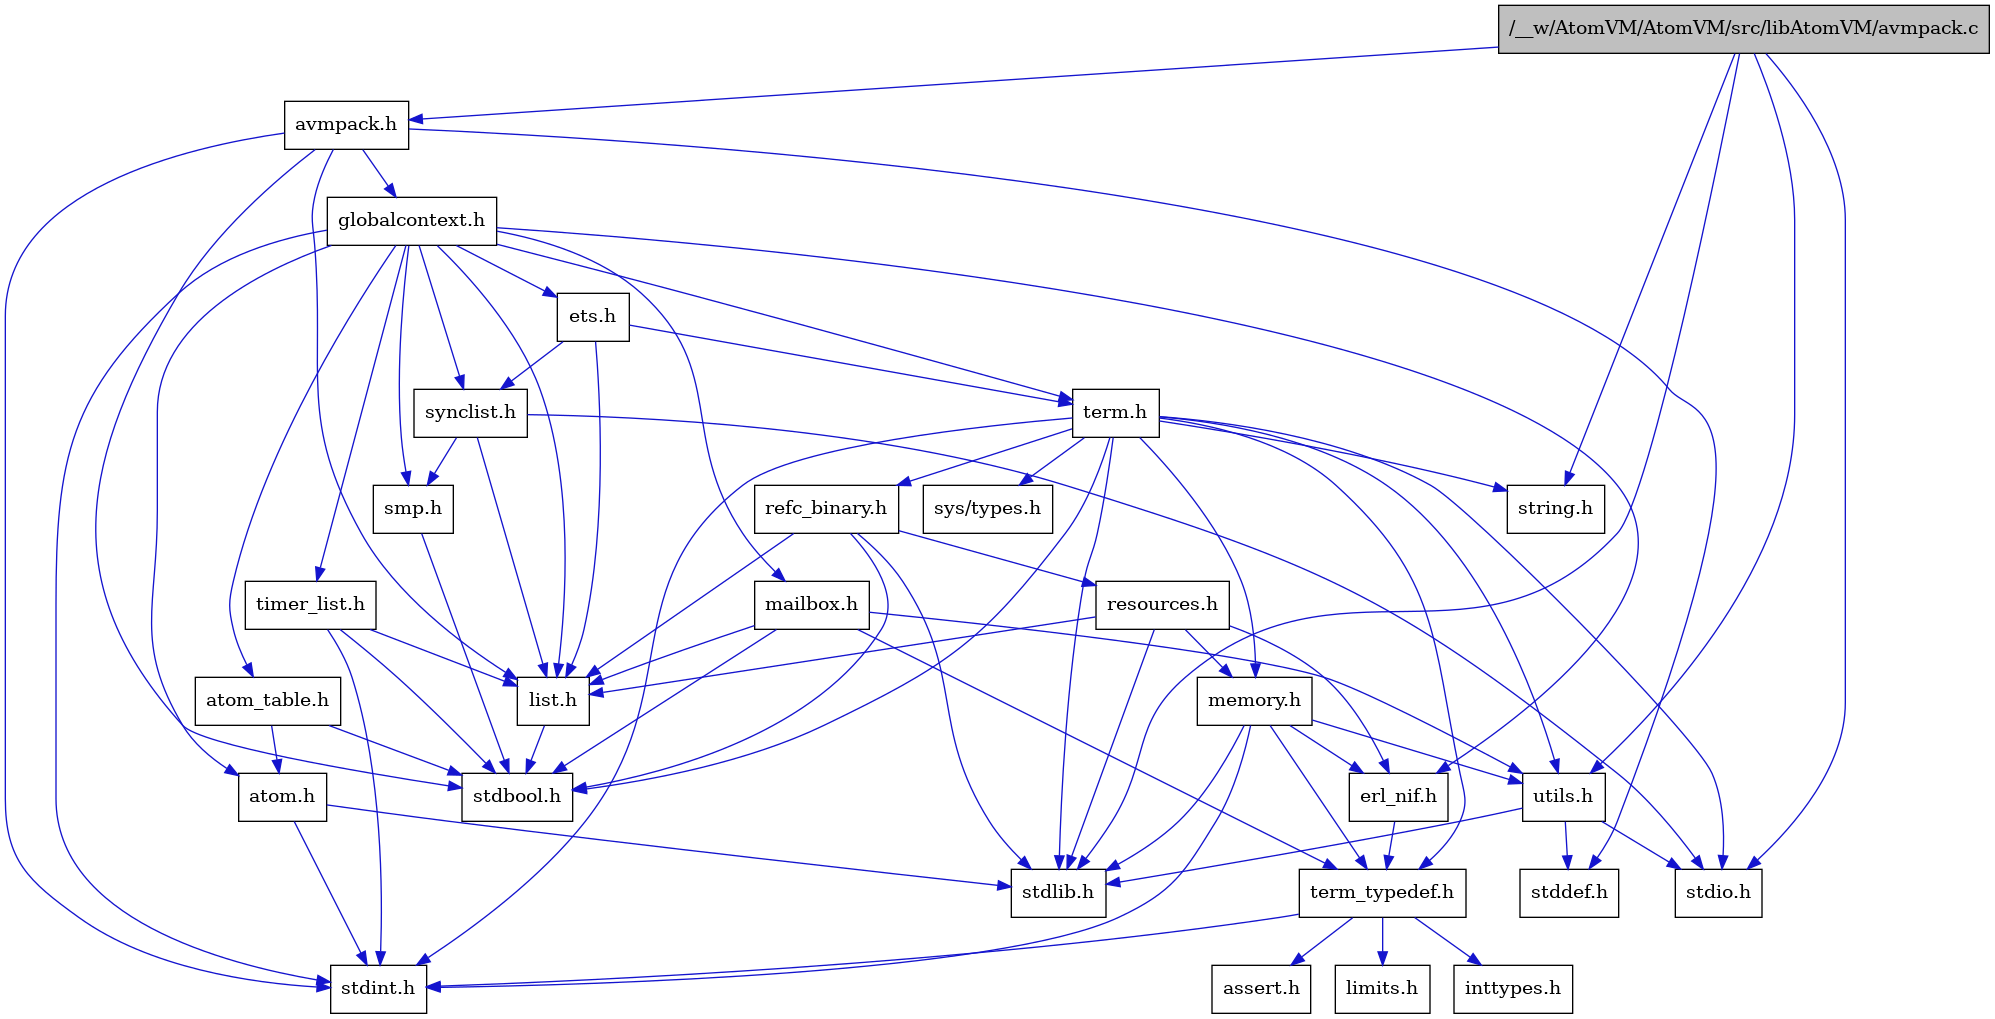 /__w/AtomVM/AtomVM/src/libAtomVM/avmpack.c
avmpack.h
globalcontext.h
ets.h
synclist.h
term.h
smp.h
refc_binary.h
sys/types.h
string.h
timer_list.h
mailbox.h
resources.h
atom_table.h
list.h
memory.h
atom.h
stdbool.h
erl_nif.h
utils.h
stdlib.h
term_typedef.h
stddef.h
stdio.h
stdint.h
assert.h
limits.h
inttypes.h